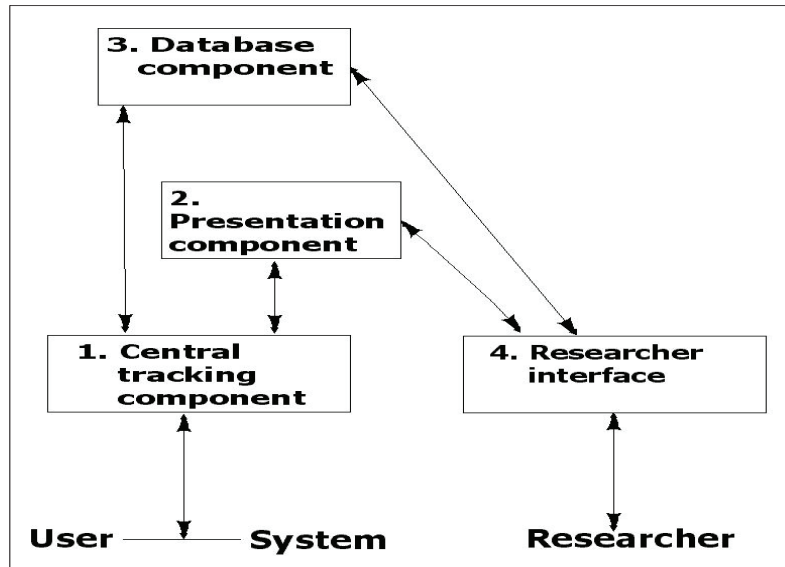 3. Database
component
2.
Presentation
component
1. Central
tracking
component
4. Researcher
interface
User
System
Researcher